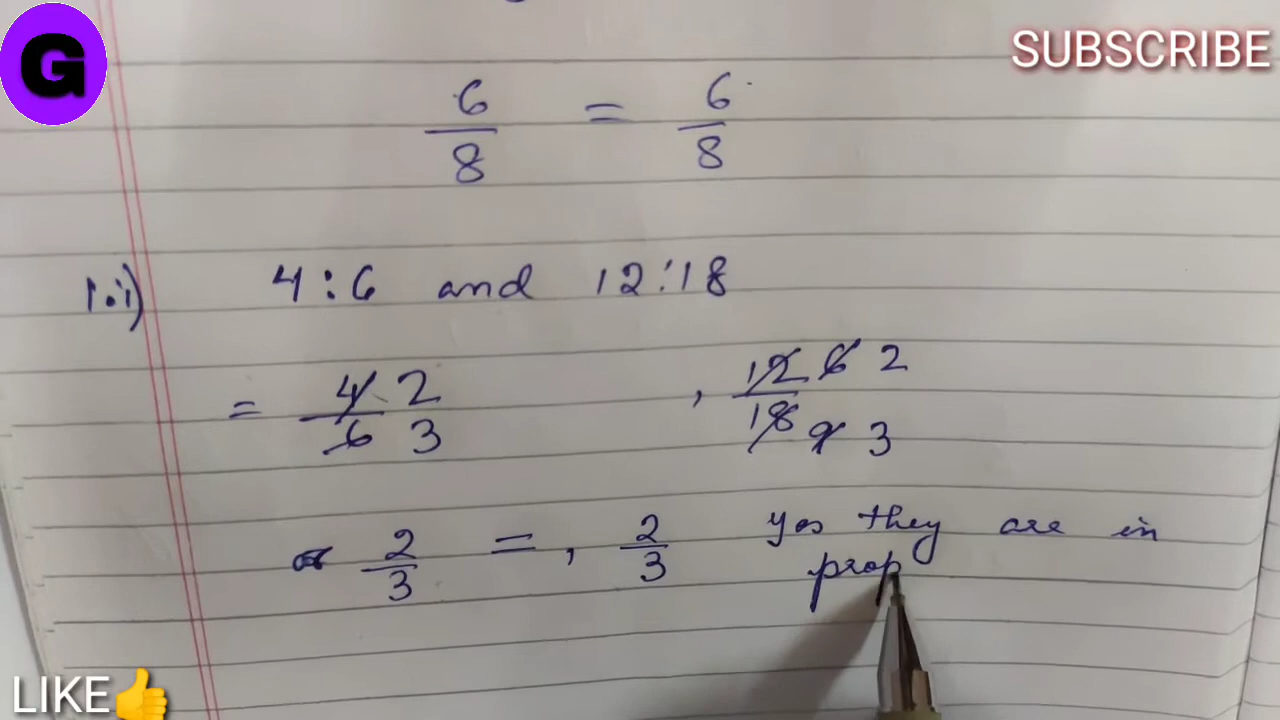 G
SUBSCRIBE
6/8 = 6/8
1.i) 4:6 and 12:18
= 4/6 2/3 , 12/18 6/9 2/3
2/3 = , 2/3 yes they are in
prop
LIKE👍